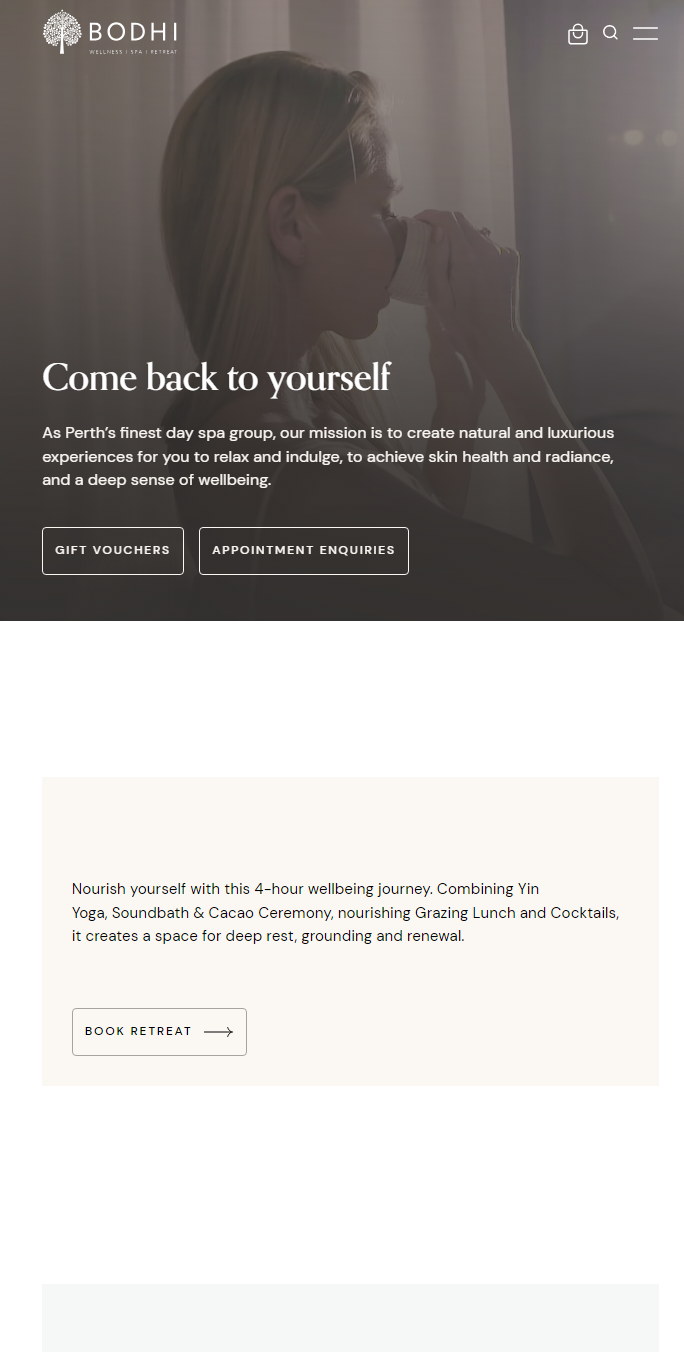 BODHI
WELLNESS | SPA | RETREAT
Come back to yourself
As Perth’s finest day spa group, our mission is to create natural and luxurious
experiences for you to relax and indulge, to achieve skin health and radiance,
and a deep sense of wellbeing.
GIFT VOUCHERS
APPOINTMENT ENQUIRIES
Nourish yourself with this 4-hour wellbeing journey. Combining Yin
Yoga, Soundbath & Cacao Ceremony, nourishing Grazing Lunch and Cocktails,
it creates a space for deep rest, grounding and renewal.
BOOK RETREAT